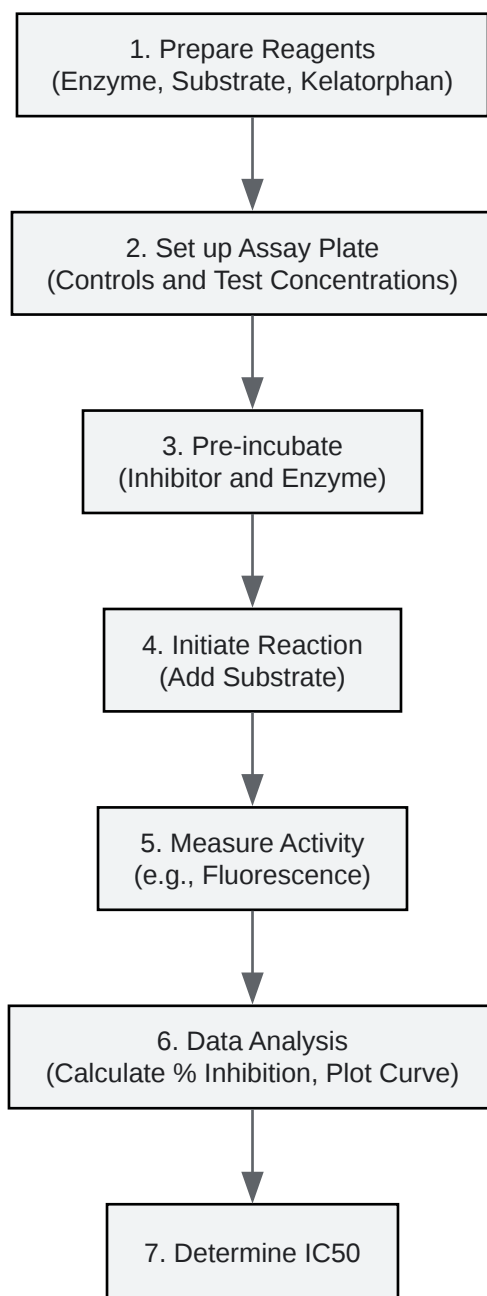 1. Prepare Reagents
(Enzyme, Substrate, Kelatorphan)
2. Set up Assay Plate
(Controls and Test Concentrations)
3. Pre-incubate
(Inhibitor and Enzyme)
4. Initiate Reaction
(Add Substrate)
5. Measure Activity
(e.g., Fluorescence)
6. Data Analysis
(Calculate % Inhibition, Plot Curve)
7. Determine IC50